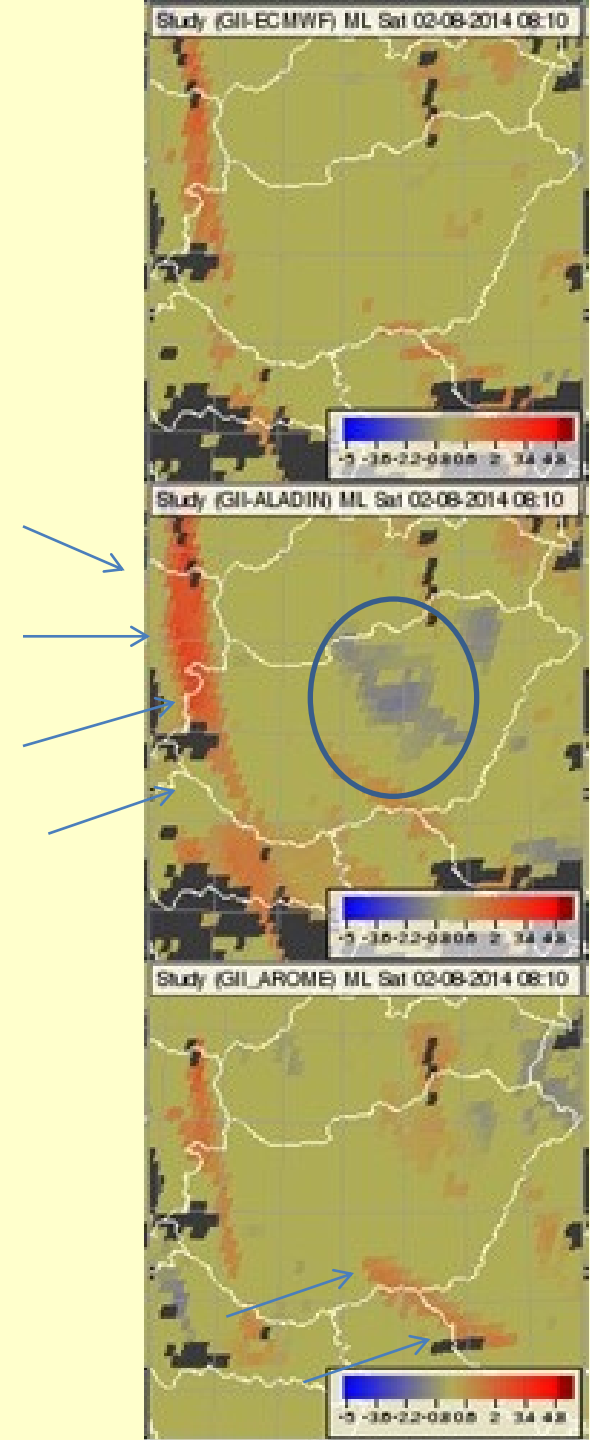 Study (GII-ECMWF) ML Sat 02-08-2014 08:10
-5 -3.6-2.2-0.8 0.6 2 3.4 4.8
Study (GII-ALADIN) ML Sat 02-08-2014 08:10
-5 -3.6-2.2-0.8 0.6 2 3.4 4.8
Study (GII_AROME) ML Sat 02-08-2014 08:10
-5 -3.6-2.2-0.8 0.6 2 3.4 4.8